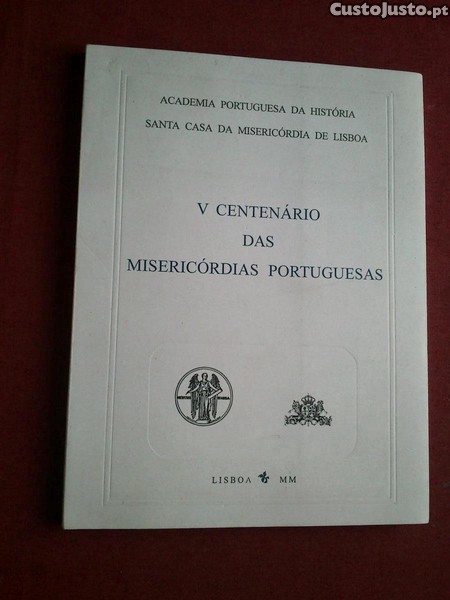 CustoJusto.pt
ACADEMIA PORTUGUESA DA HISTÓRIA
SANTA CASA DA MISERICÓRDIA DE LISBOA
V CENTENÁRIO
DAS
MISERICÓRDIAS PORTUGUESAS
LISBOA MM